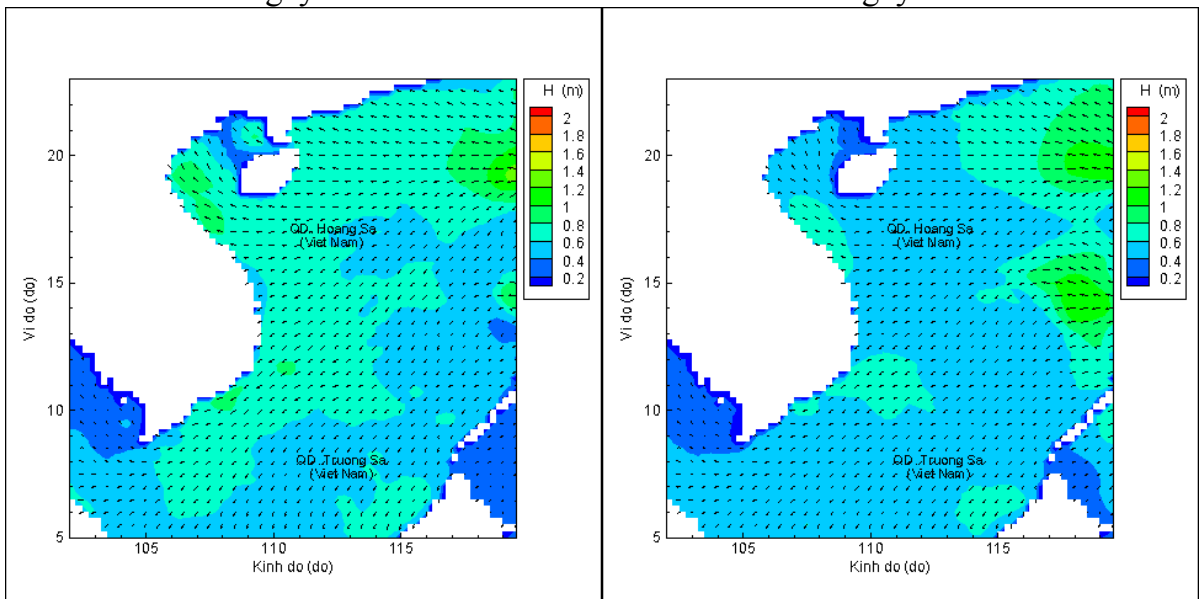 H (m)
2
1.8
1.6
1.4
1.2
1
0.8
0.6
0.4
0.2
20
15
10
5
105
110
115
Vi do (do)
Kinh do (do)
QD. Hoang Sa
(Viet Nam)
QD. Truong Sa
(Viet Nam)
H (m)
2
1.8
1.6
1.4
1.2
1
0.8
0.6
0.4
0.2
20
15
10
5
105
110
115
Vi do (do)
Kinh do (do)
QD. Hoang Sa
(Viet Nam)
QD. Truong Sa
(Viet Nam)